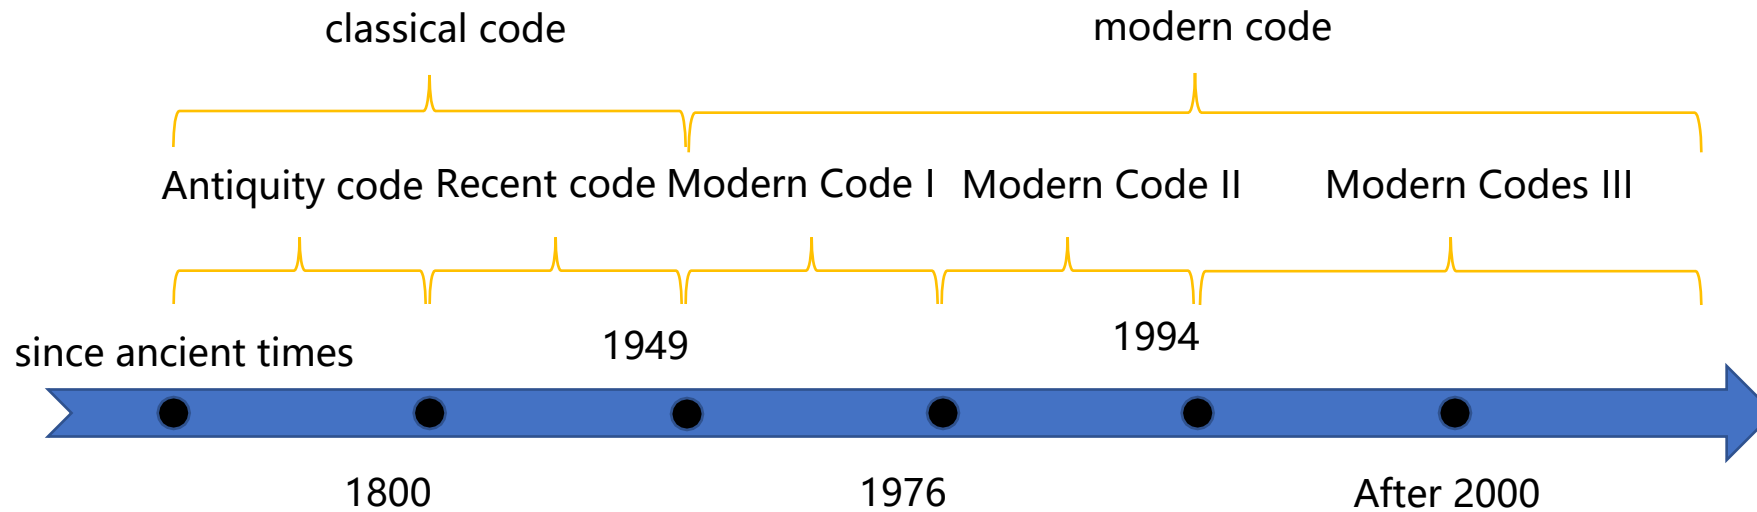 classical code
modern code
Antiquity code
Recent code
Modern Code I
Modern Code II
Modern Codes III
since ancient times
1949
1994
1800
1976
After 2000